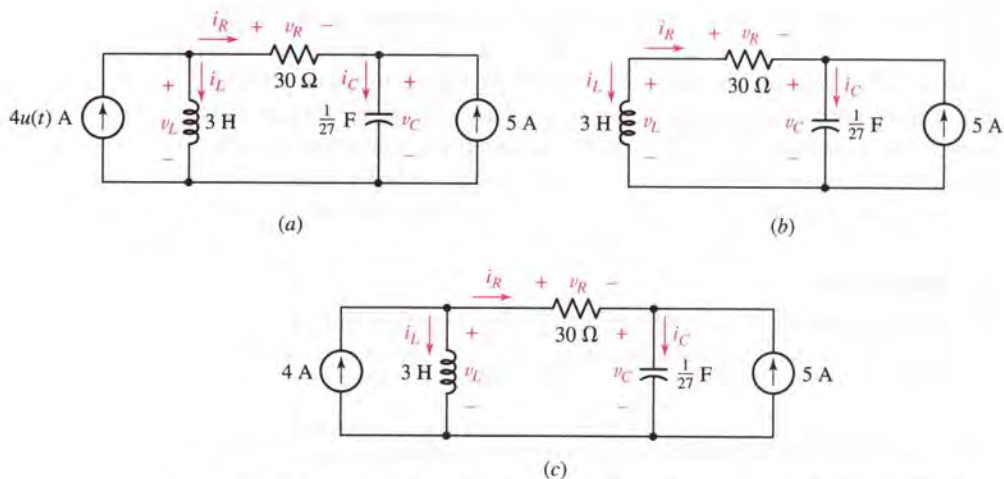 i_R + v_R −
30 Ω
4u(t) A
i_L
+ v_L −
3 H
i_C
1/27 F
+ v_C −
5 A
(a)
i_R + v_R −
30 Ω
i_L
3 H
+ v_L −
i_C
+ v_C −
1/27 F
5 A
(b)
i_R + v_R −
30 Ω
4 A
i_L
3 H
+ v_L −
i_C
+ v_C −
1/27 F
5 A
(c)